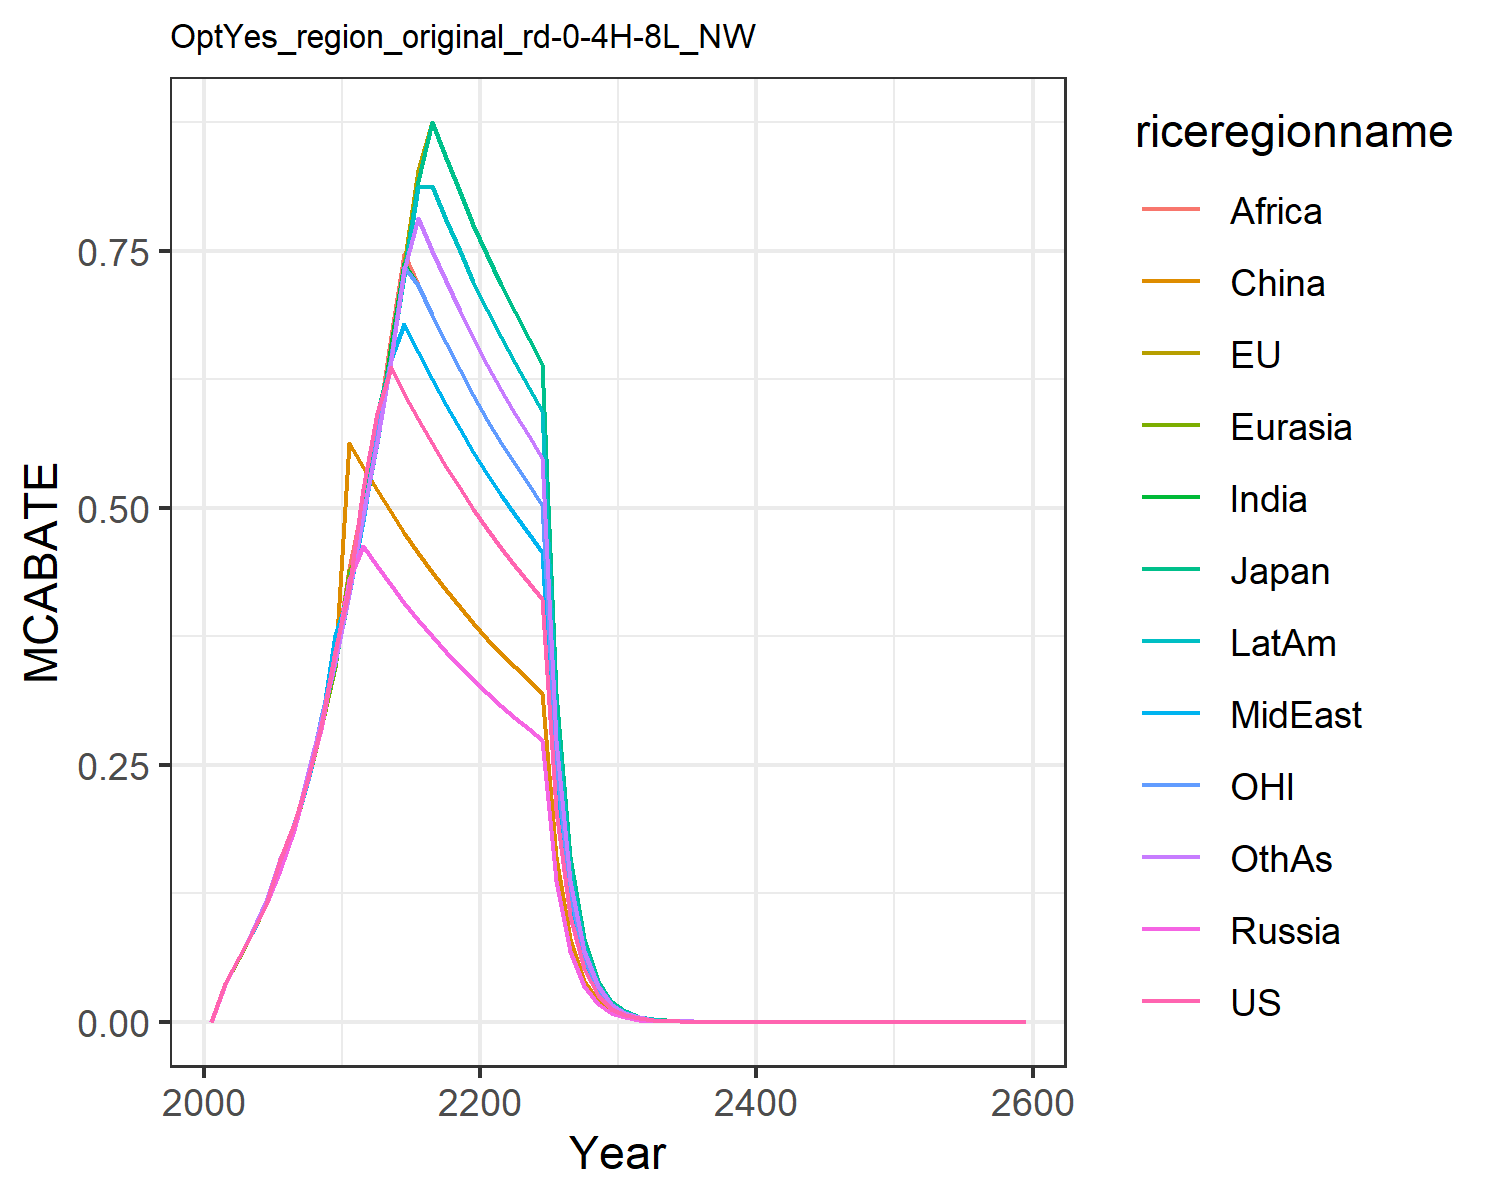 OptYes_region_original_rd-0-4H-8L_NW
MCABATE
0.75
0.50
0.25
0.00
2000 2200 2400 2600
Year
riceregionname
Africa
China
EU
Eurasia
India
Japan
LatAm
MidEast
OHI
OthAs
Russia
US